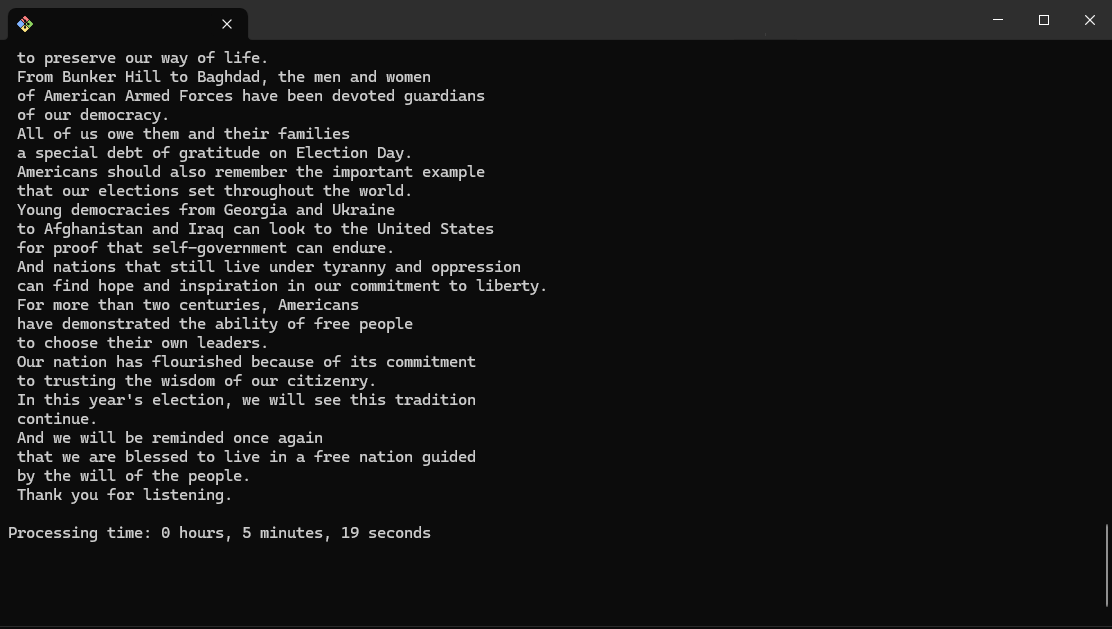 to preserve our way of life.
From Bunker Hill to Baghdad, the men and women
of American Armed Forces have been devoted guardians
of our democracy.
All of us owe them and their families
a special debt of gratitude on Election Day.
Americans should also remember the important example
that our elections set throughout the world.
Young democracies from Georgia and Ukraine
to Afghanistan and Iraq can look to the United States
for proof that self-government can endure.
And nations that still live under tyranny and oppression
can find hope and inspiration in our commitment to liberty.
For more than two centuries, Americans
have demonstrated the ability of free people
to choose their own leaders.
Our nation has flourished because of its commitment
to trusting the wisdom of our citizenry.
In this year's election, we will see this tradition
continue.
And we will be reminded once again
that we are blessed to live in a free nation guided
by the will of the people.
Thank you for listening.
Processing time: 0 hours, 5 minutes, 19 seconds